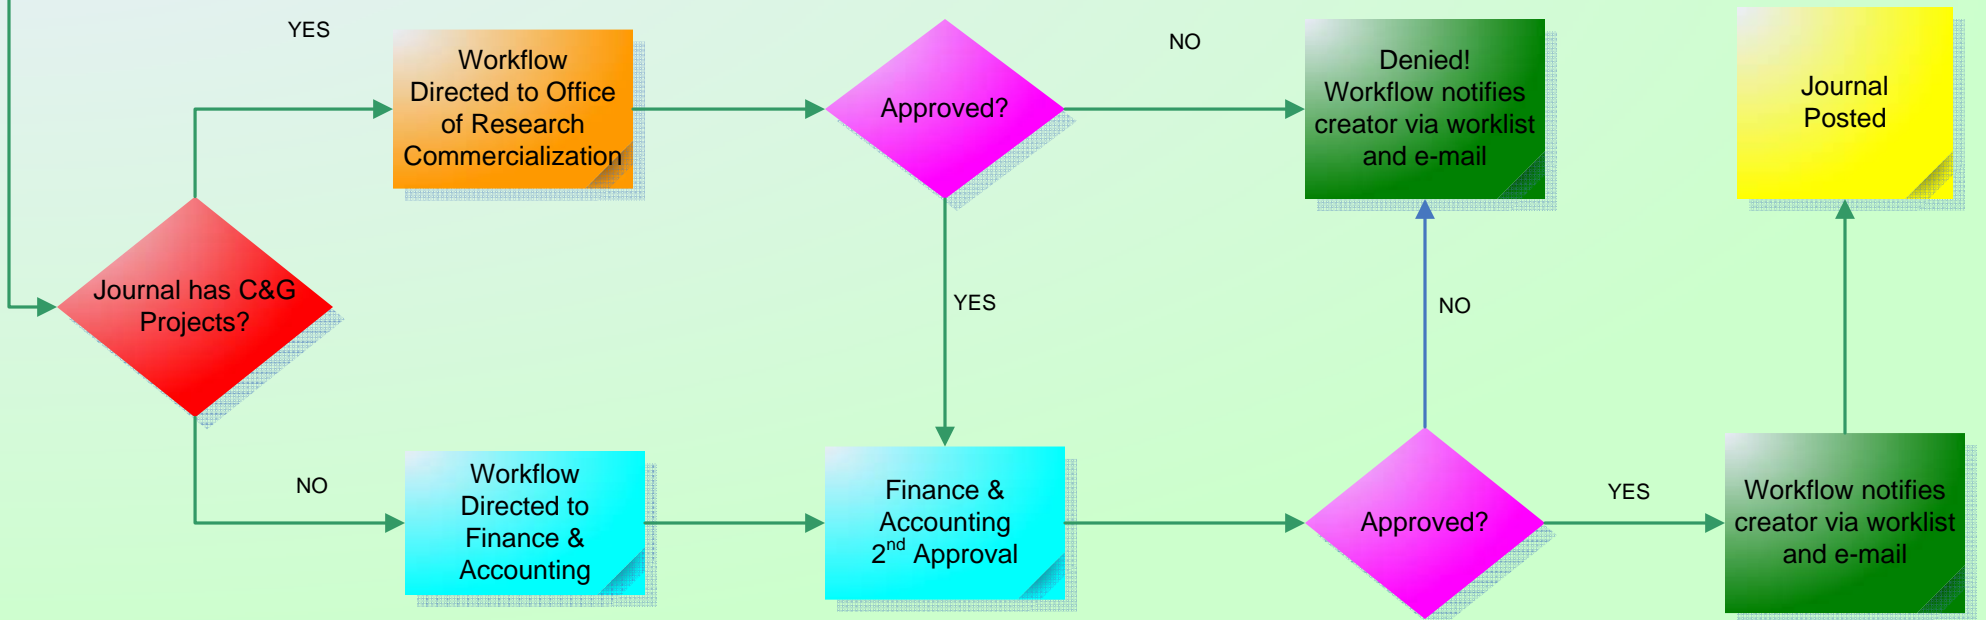 YES
Workflow
Directed to Office
of Research
Commercialization
Approved?
NO
Denied!
Workflow notifies
creator via worklist
and e-mail
Journal
Posted
Journal has C&G
Projects?
YES
NO
NO
Workflow
Directed to
Finance &
Accounting
Finance &
Accounting
2nd Approval
Approved?
YES
Workflow notifies
creator via worklist
and e-mail